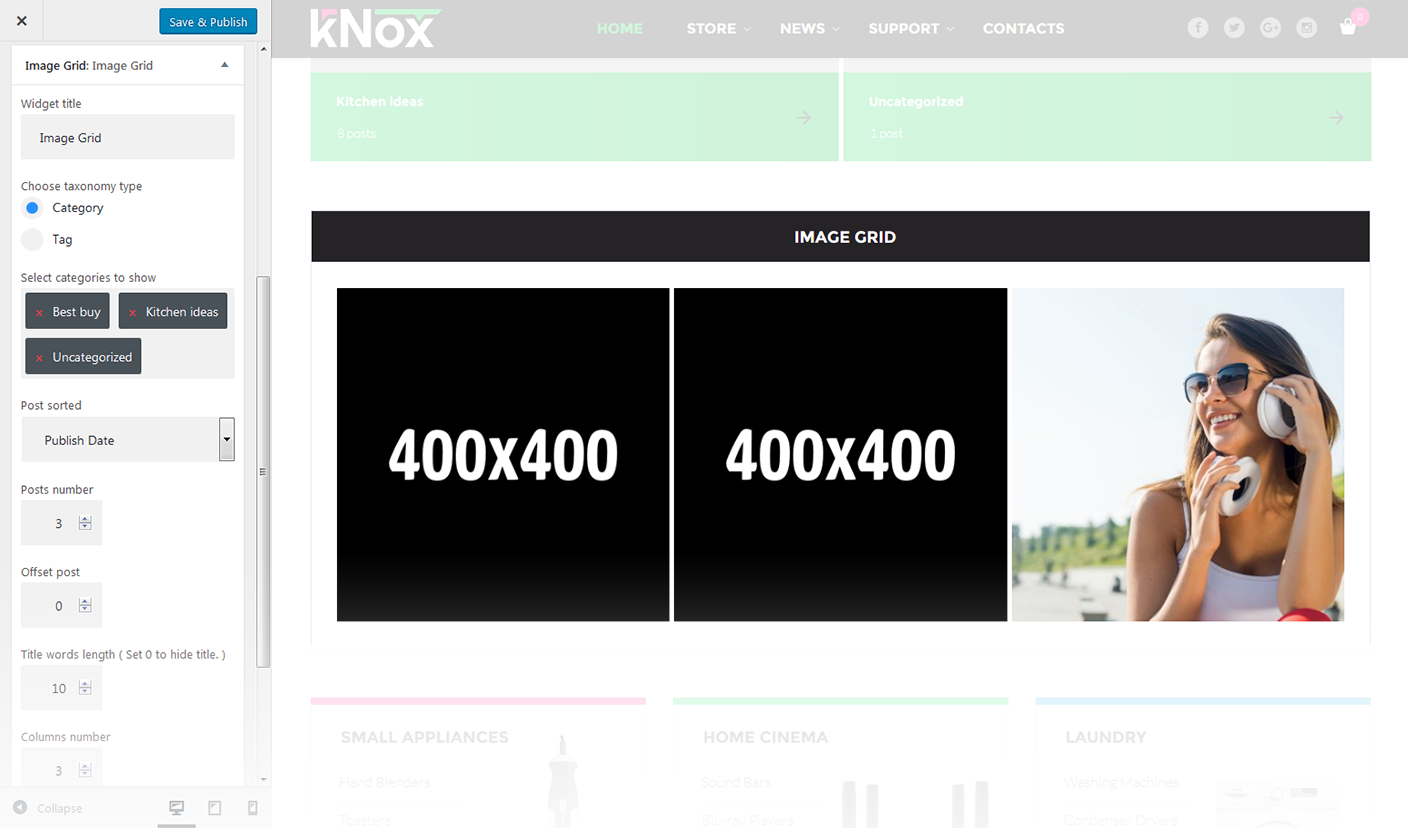 Save & Publish
Image Grid: Image Grid
Widget title
Image Grid
Choose taxonomy type
Category
Tag
Select categories to show
× Best buy × Kitchen ideas
× Uncategorized
Post sorted
Publish Date
Posts number
3
Offset post
0
Title words length ( Set 0 to hide title. )
10
Columns number
3
Collapse
kNox
HOME STORE NEWS SUPPORT CONTACTS
0
Kitchen ideas
8 posts
Uncategorized
1 post
IMAGE GRID
400x400 400x400
SMALL APPLIANCES
Hand Blenders
Toasters
HOME CINEMA
Sound Bars
Blu-ray Players
LAUNDRY
Washing Machines
Condenser Dryers